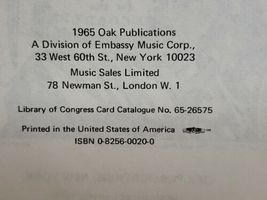 1965 Oak Publications
A Division of Embassy Music Corp.,
33 West 60th St., New York 10023
Music Sales Limited
78 Newman St., London W. 1
Library of Congress Card Catalogue No. 65-26575
Printed in the United States of America
ISBN 0-8256-0020-0